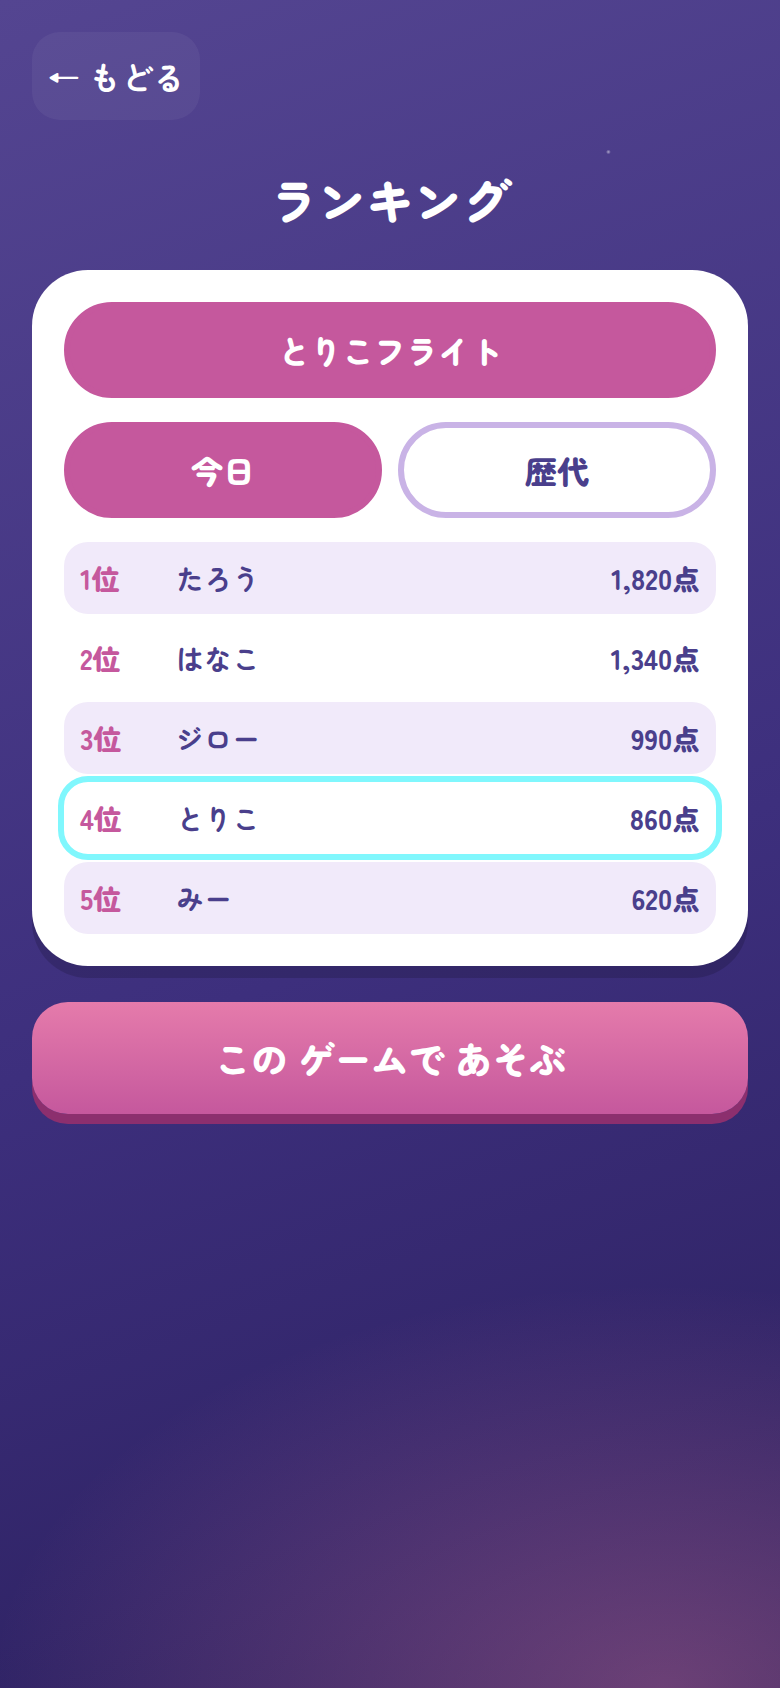 ← もどる
ランキング
とりこフライト
今日 歴代
1位 たろう 1,820点
2位 はなこ 1,340点
3位 ジロー 990点
4位 とりこ 860点
5位 みー 620点
この ゲームで あそぶ